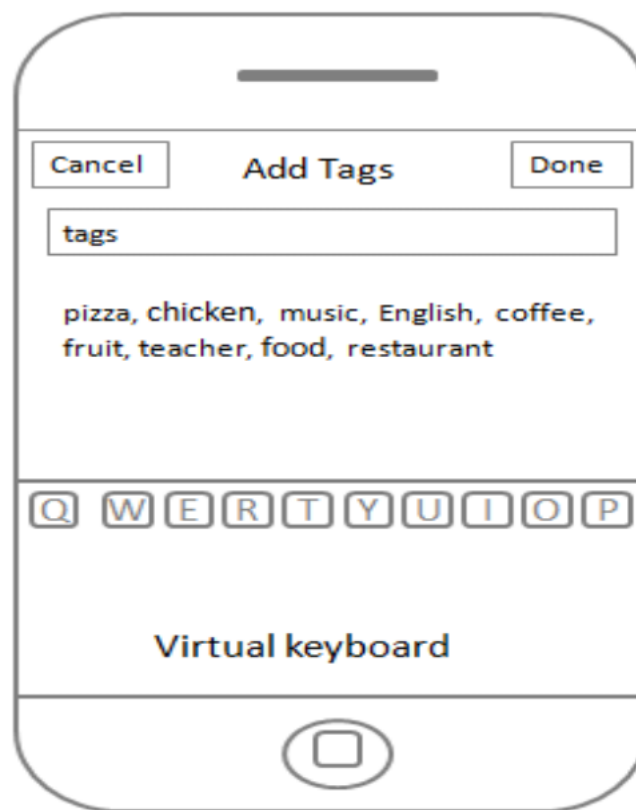 Cancel Add Tags Done
tags
pizza, chicken, music, English, coffee,
fruit, teacher, food, restaurant
Q W E R T Y U I O P
Virtual keyboard